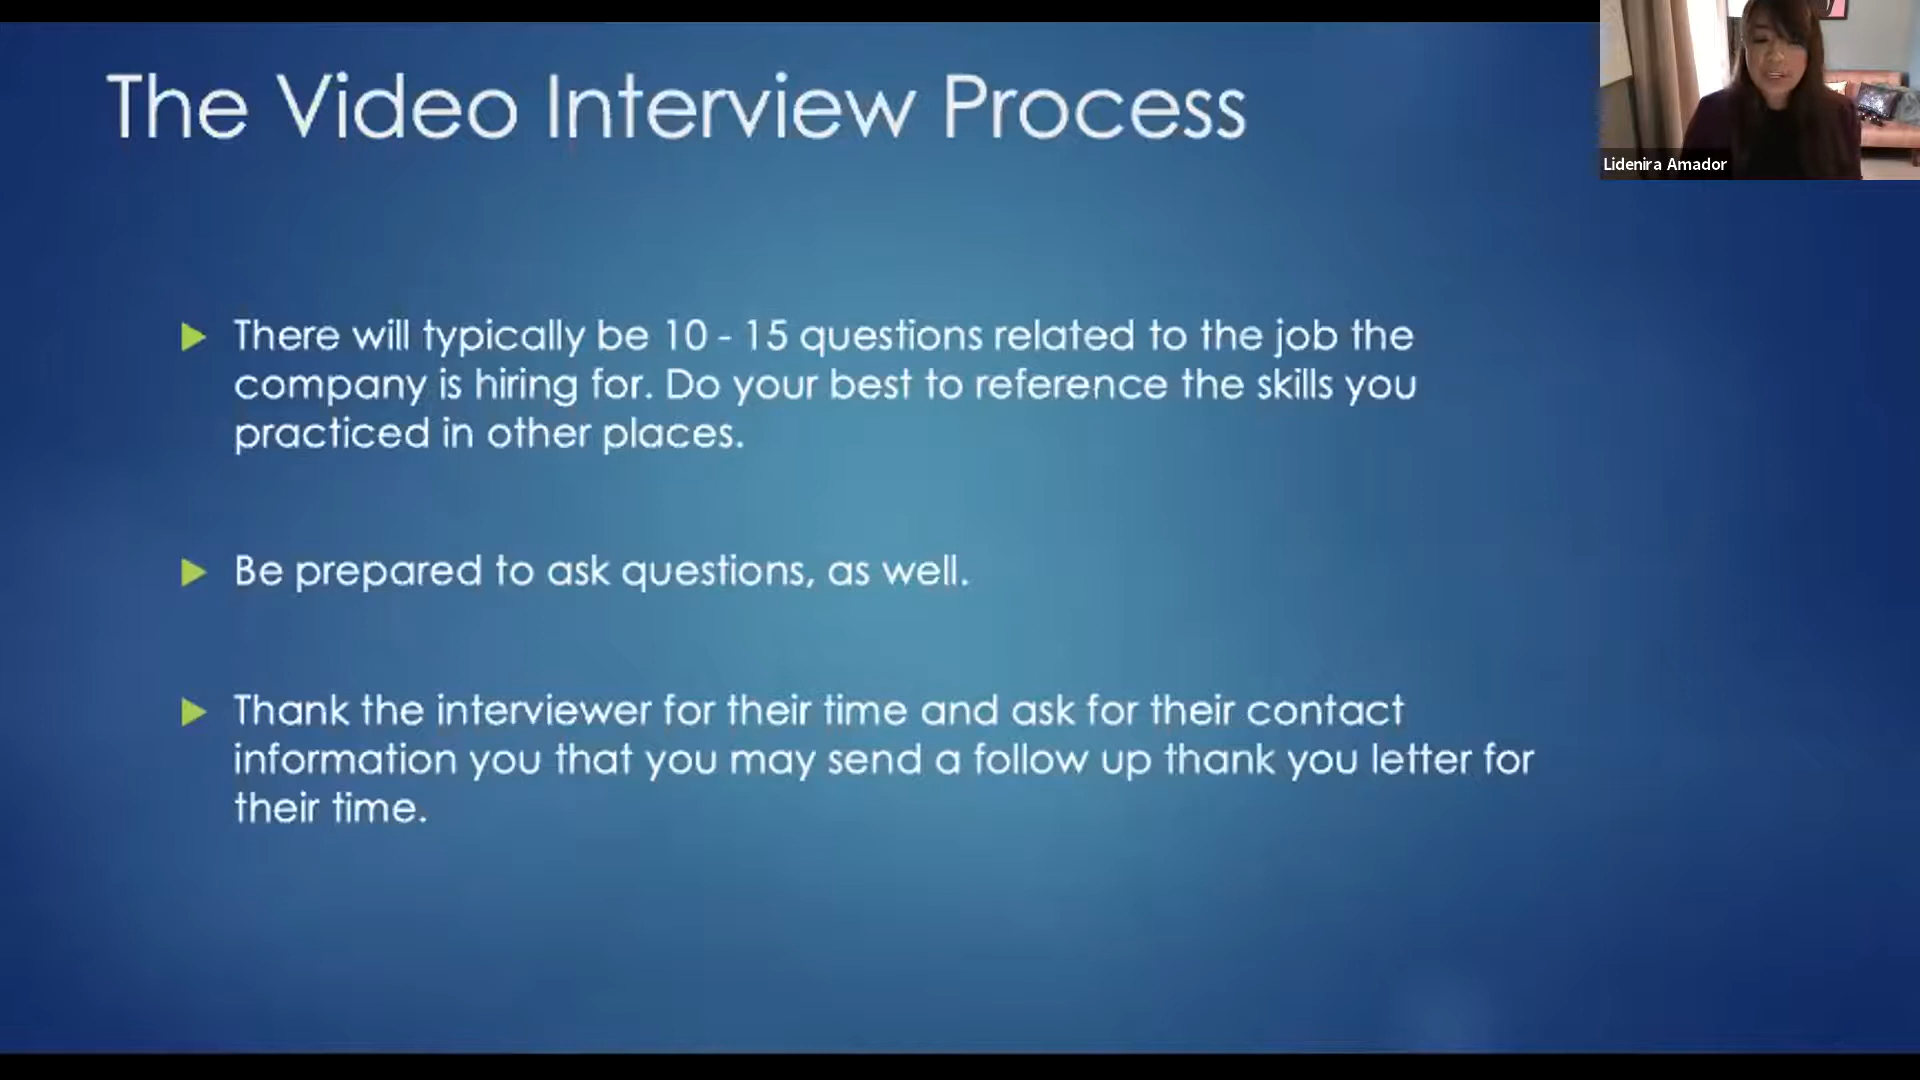 The Video Interview Process
Lidenira Amador
There will typically be 10 - 15 questions related to the job the
company is hiring for. Do your best to reference the skills you
practiced in other places.
Be prepared to ask questions, as well.
Thank the interviewer for their time and ask for their contact
information you that you may send a follow up thank you letter for
their time.